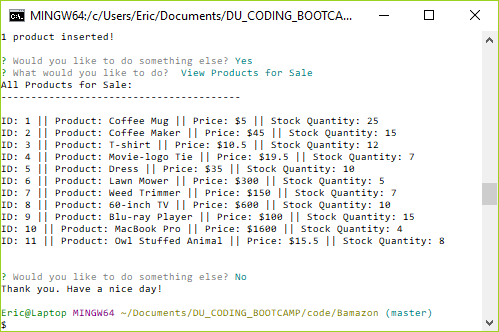 MINGW64:/c/Users/Eric/Documents/DU_CODING_BOOTCA...
1 product inserted!
? Would you like to do something else? Yes
? What would you like to do?  View Products for Sale
All Products for Sale:
----------------------------------------
ID: 1 || Product: Coffee Mug || Price: $5 || Stock Quantity: 25
ID: 2 || Product: Coffee Maker || Price: $45 || Stock Quantity: 15
ID: 3 || Product: T-shirt || Price: $10.5 || Stock Quantity: 12
ID: 4 || Product: Movie-logo Tie || Price: $19.5 || Stock Quantity: 7
ID: 5 || Product: Dress || Price: $35 || Stock Quantity: 10
ID: 6 || Product: Lawn Mower || Price: $300 || Stock Quantity: 5
ID: 7 || Product: Weed Trimmer || Price: $150 || Stock Quantity: 7
ID: 8 || Product: 60-inch TV || Price: $600 || Stock Quantity: 10
ID: 9 || Product: Blu-ray Player || Price: $100 || Stock Quantity: 15
ID: 10 || Product: MacBook Pro || Price: $1600 || Stock Quantity: 4
ID: 11 || Product: Owl Stuffed Animal || Price: $15.5 || Stock Quantity: 8
? Would you like to do something else? No
Thank you. Have a nice day!
Eric@Laptop MINGW64 ~/Documents/DU_CODING_BOOTCAMP/code/Bamazon (master)
$